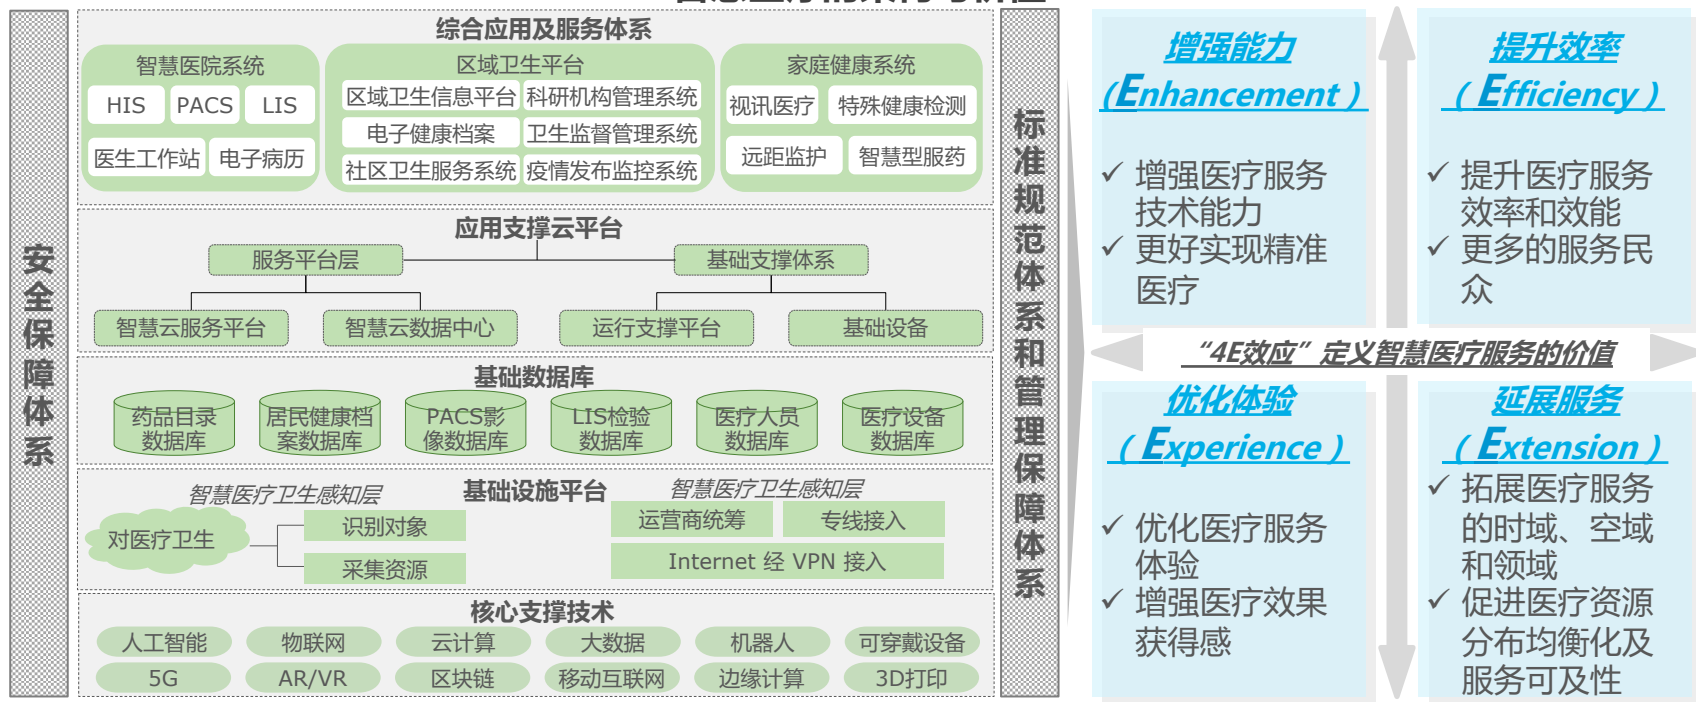 安全保障体系
综合应用及服务体系
智慧医院系统
HIS
PACS
LIS
医生工作站
电子病历
区域卫生平台
区域卫生信息平台
科研机构管理系统
电子健康档案
卫生监督管理系统
社区卫生服务系统
疫情发布监控系统
家庭健康系统
视讯医疗
特殊健康检测
远距监护
智慧型服药
应用支撑云平台
服务平台层
基础支撑体系
智慧云服务平台
智慧云数据中心
运行支撑平台
基础设备
基础数据库
药品目录
数据库
居民健康档
案数据库
PACS影
像数据库
LIS检验
数据库
医疗人员
数据库
医疗设备
数据库
基础设施平台
智慧医疗卫生感知层
对医疗卫生
识别对象
采集资源
智慧医疗卫生感知层
运营商统筹
专线接入
Internet 经 VPN 接入
核心支撑技术
人工智能
物联网
云计算
大数据
机器人
可穿戴设备
5G
AR/VR
区块链
移动互联网
边缘计算
3D打印
标准规范体系和管理保障体系
增强能力
（Enhancement）
✓ 增强医疗服务
技术能力
✓ 更好实现精准
医疗
提升效率
（Efficiency）
✓ 提升医疗服务
效率和效能
✓ 更多的服务民
众
“4E效应”定义智慧医疗服务的价值
优化体验
（Experience）
✓ 优化医疗服务
体验
✓ 增强医疗效果
获得感
延展服务
（Extension）
✓ 拓展医疗服务
的时域、空域
和领域
✓ 促进医疗资源
分布均衡化及
服务可及性